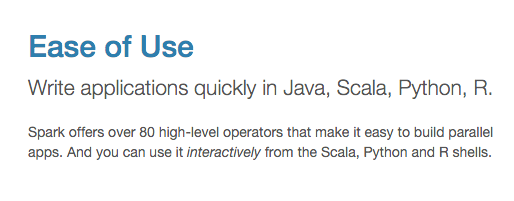 Ease of Use
Write applications quickly in Java, Scala, Python, R.
Spark offers over 80 high-level operators that make it easy to build parallel
apps. And you can use it interactively from the Scala, Python and R shells.